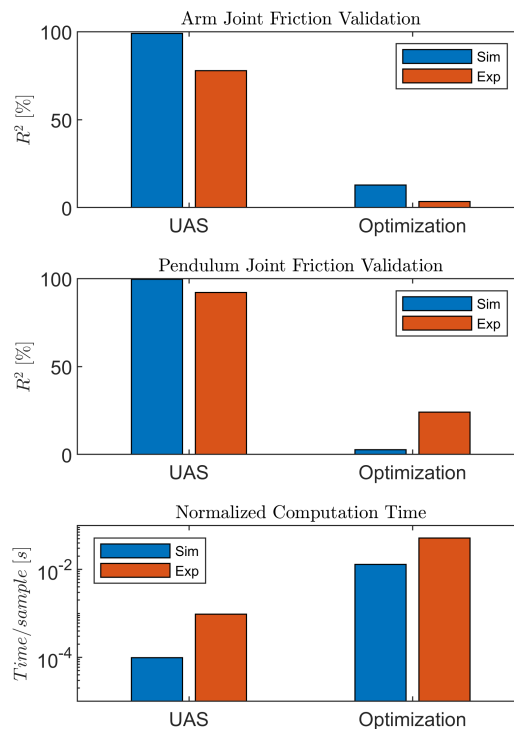 Arm Joint Friction Validation
100
50
0
R² [%]
Sim
Exp
UAS
Optimization
Pendulum Joint Friction Validation
100
50
0
R² [%]
Sim
Exp
UAS
Optimization
Normalized Computation Time
10⁻²
10⁻⁴
Time/sample [s]
Sim
Exp
UAS
Optimization